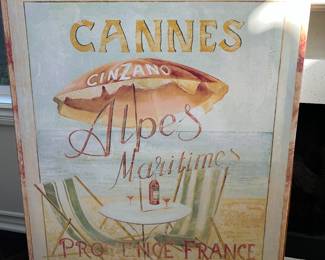 CANNES
CINZANO
Alpes
Maritimes
PROVENCE FRANCE